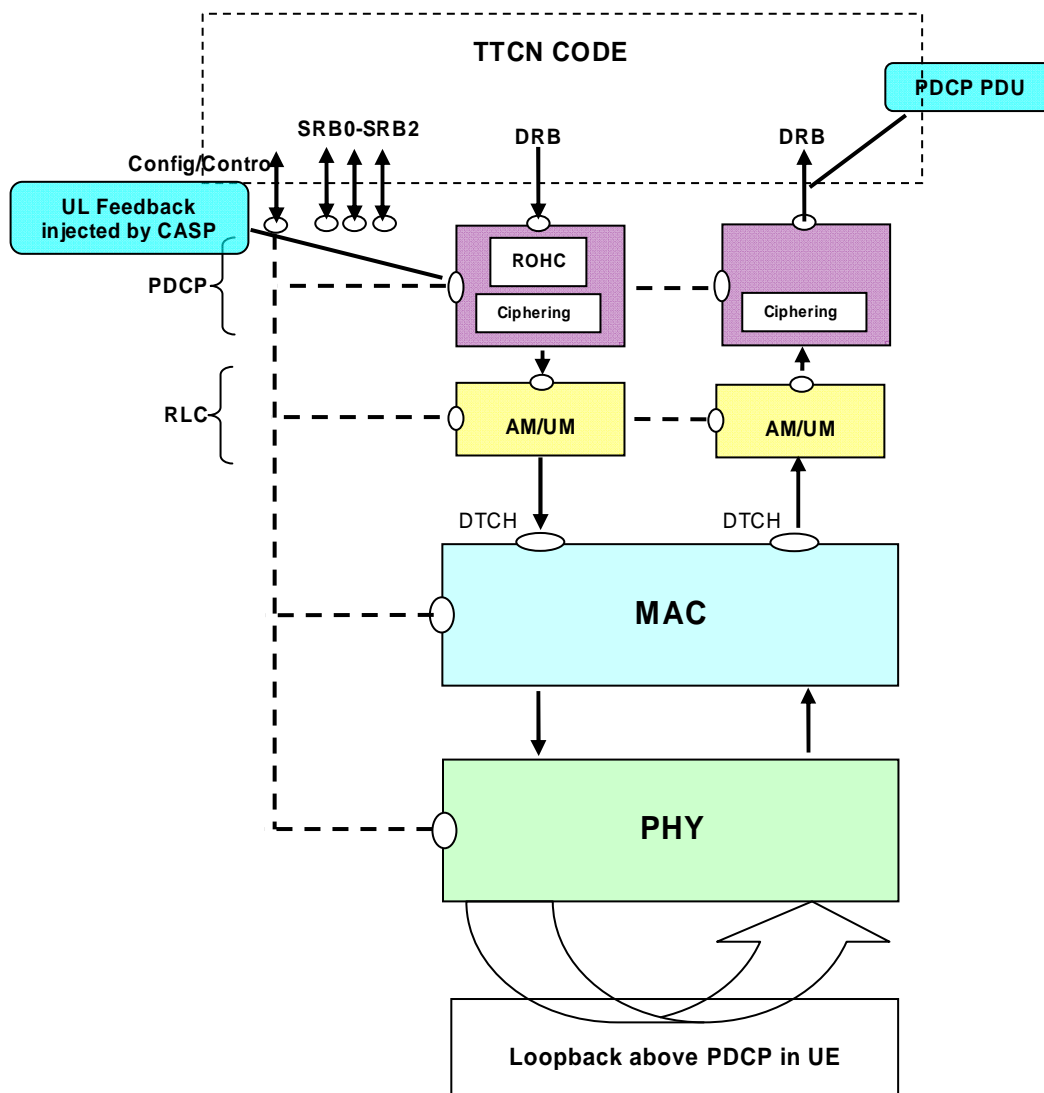 TTCN CODE
PDCP PDU
SRB0-SRB2
DRB
DRB
Config/Contro
UL Feedback
injected by CASP
ROHC
PDCP
Ciphering
Ciphering
RLC
AM/UM
AM/UM
DTCH
DTCH
MAC
PHY
Loopback above PDCP in UE